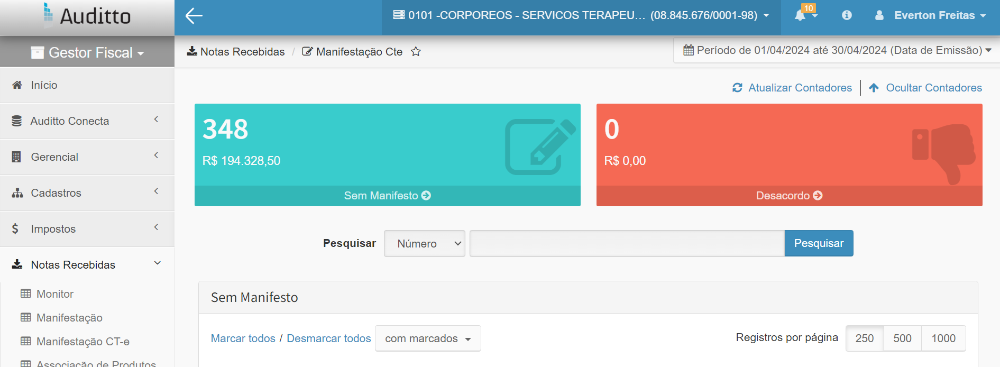 Auditto
0101 -CORPOREOS - SERVICOS TERAPEU... (08.845.676/0001-98)
10
Everton Freitas
Gestor Fiscal
Notas Recebidas / Manifestação Cte
Período de 01/04/2024 até 30/04/2024 (Data de Emissão)
Início
Auditto Conecta
Gerencial
Cadastros
Impostos
Notas Recebidas
Monitor
Manifestação
Manifestação CT-e
Associação de Produtos
Atualizar Contadores
Ocultar Contadores
348
R$ 194.328,50
Sem Manifesto
0
R$ 0,00
Desacordo
Pesquisar
Número
Pesquisar
Sem Manifesto
Marcar todos / Desmarcar todos
com marcados
Registros por página
250
500
1000